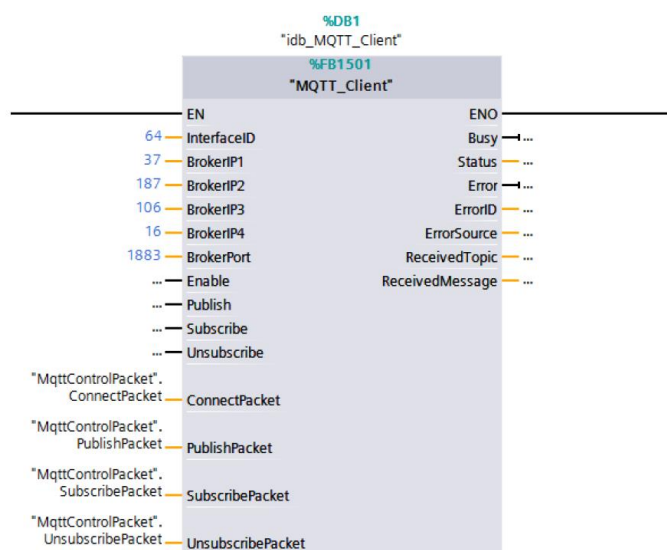 %DB1
"idb_MQTT_Client"
%FB1501
"MQTT_Client"
EN ENO
64 InterfaceID Busy ...
37 BrokerIP1 Status ...
187 BrokerIP2 Error ...
106 BrokerIP3 ErrorID ...
16 BrokerIP4 ErrorSource ...
1883 BrokerPort ReceivedTopic ...
... Enable ReceivedMessage ...
... Publish
... Subscribe
... Unsubscribe
"MqttControlPacket".
ConnectPacket ConnectPacket
"MqttControlPacket".
PublishPacket PublishPacket
"MqttControlPacket".
SubscribePacket SubscribePacket
"MqttControlPacket".
UnsubscribePacket UnsubscribePacket